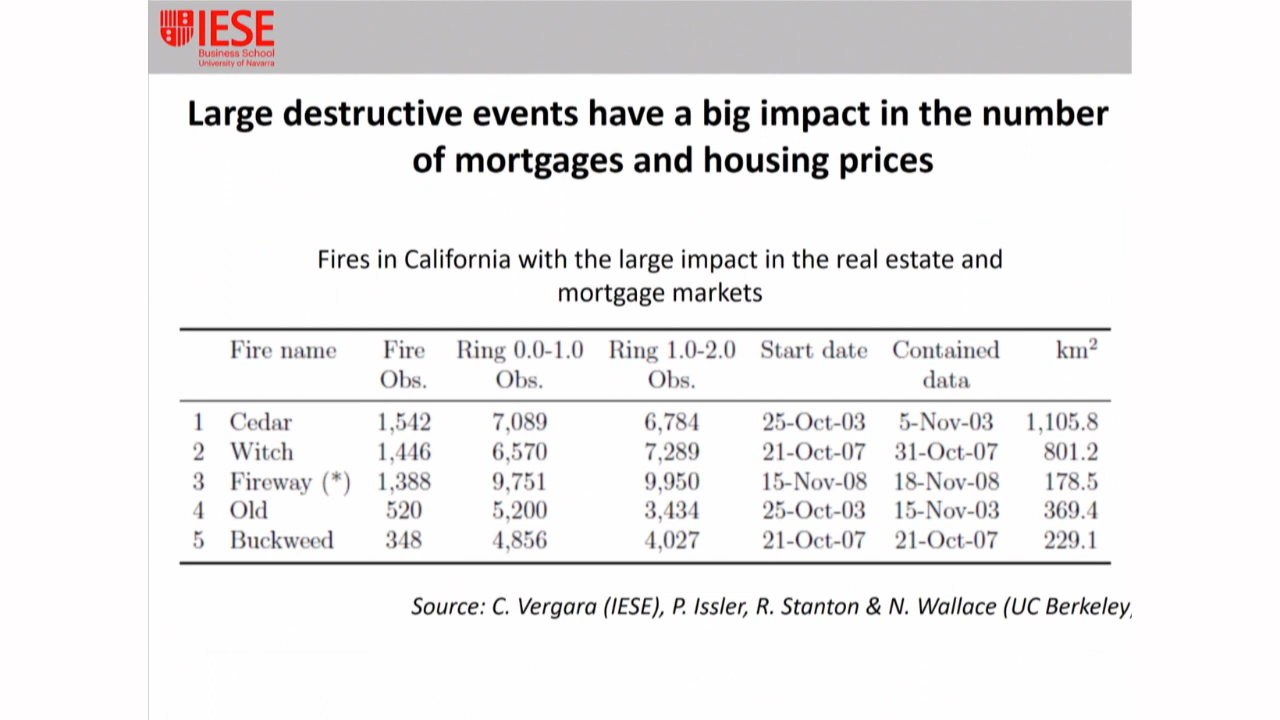 IESE
Business School
University of Navarra
Large destructive events have a big impact in the number
of mortgages and housing prices
Fires in California with the large impact in the real estate and
mortgage markets
Fire name Fire Ring 0.0-1.0 Ring 1.0-2.0 Start date Contained km²
Obs. Obs. Obs. data
1 Cedar 1,542 7,089 6,784 25-Oct-03 5-Nov-03 1,105.8
2 Witch 1,446 6,570 7,289 21-Oct-07 31-Oct-07 801.2
3 Fireway (*) 1,388 9,751 9,950 15-Nov-08 18-Nov-08 178.5
4 Old 520 5,200 3,434 25-Oct-03 15-Nov-03 369.4
5 Buckweed 348 4,856 4,027 21-Oct-07 21-Oct-07 229.1
Source: C. Vergara (IESE), P. Issler, R. Stanton & N. Wallace (UC Berkeley,